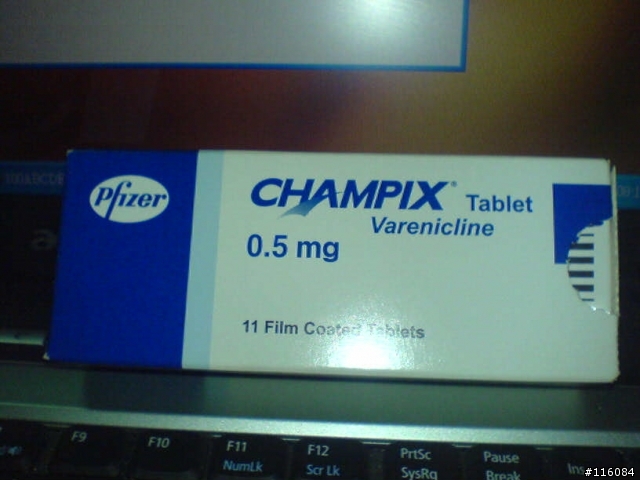 Pfizer
CHAMPIX® Tablet
Varenicline
0.5 mg
11 Film Coated Tablets
F9
F10
F11
NumLk
F12
Scr Lk
PrtSc
SysRq
Pause
Break
Ins
#116084